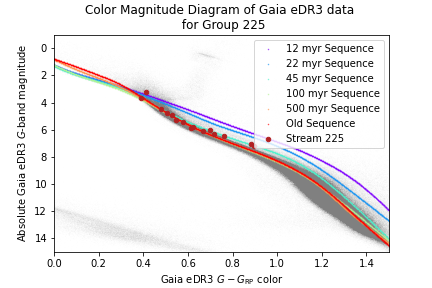 Color Magnitude Diagram of Gaia eDR3 data
for Group 225
Absolute Gaia eDR3 G-band magnitude
0
2
4
6
8
10
12
14
12 myr Sequence
22 myr Sequence
45 myr Sequence
100 myr Sequence
500 myr Sequence
Old Sequence
Stream 225
0.0 0.2 0.4 0.6 0.8 1.0 1.2 1.4
Gaia eDR3 G − G_RP color